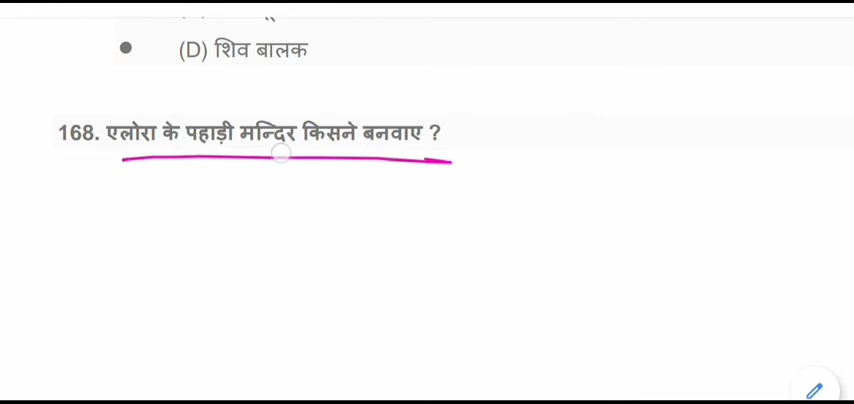 (D) शिव बालक
168. एलोरा के पहाड़ी मन्दिर किसने बनवाए ?